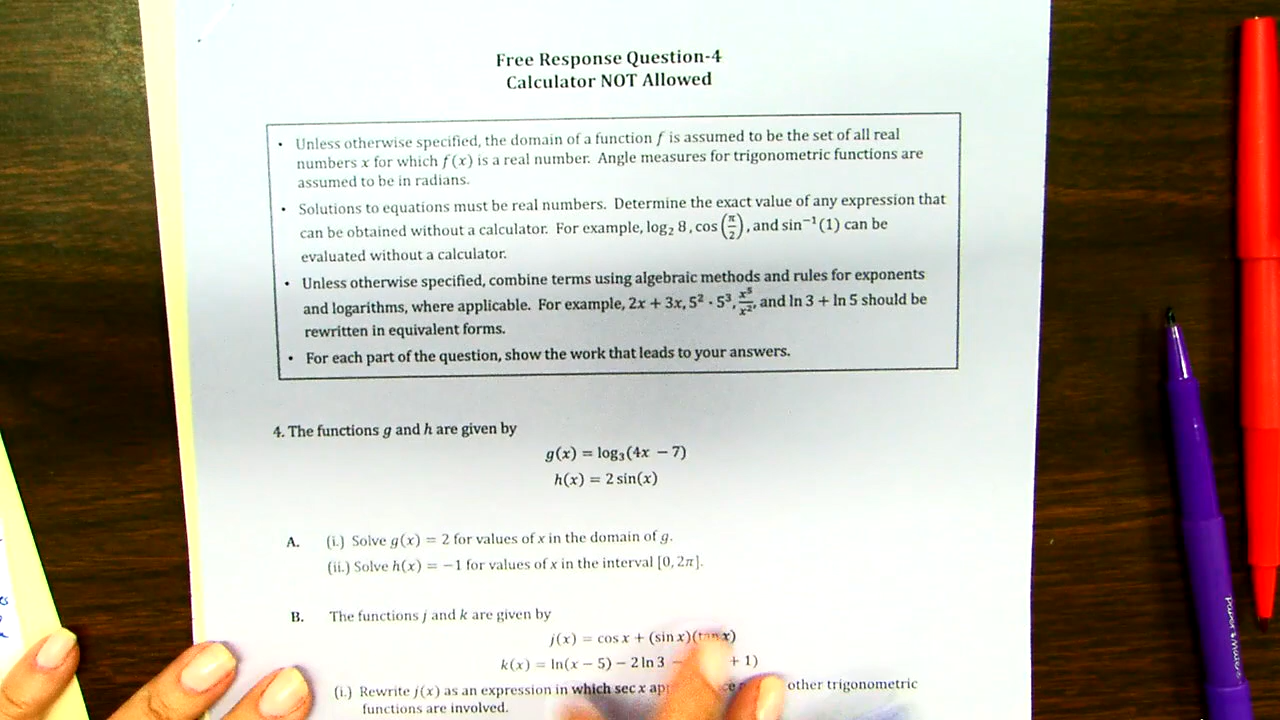 Free Response Question-4
Calculator NOT Allowed
• Unless otherwise specified, the domain of a function f is assumed to be the set of all real
numbers x for which f(x) is a real number. Angle measures for trigonometric functions are
assumed to be in radians.
• Solutions to equations must be real numbers. Determine the exact value of any expression that
can be obtained without a calculator. For example, log₂ 8, cos (π/2), and sin⁻¹(1) can be
evaluated without a calculator.
• Unless otherwise specified, combine terms using algebraic methods and rules for exponents
and logarithms, where applicable. For example, 2x + 3x, 5² · 5³, x⁵/x², and ln 3 + ln 5 should be
rewritten in equivalent forms.
• For each part of the question, show the work that leads to your answers.
4. The functions g and h are given by
g(x) = log₃(4x − 7)
h(x) = 2 sin(x)
A. (i.) Solve g(x) = 2 for values of x in the domain of g.
(ii.) Solve h(x) = −1 for values of x in the interval [0, 2π].
B. The functions j and k are given by
j(x) = cos x + (sin x)(tan x)
k(x) = ln(x − 5) − 2 ln 3 − + 1)
(i.) Rewrite j(x) as an expression in which sec x other trigonometric
functions are involved.